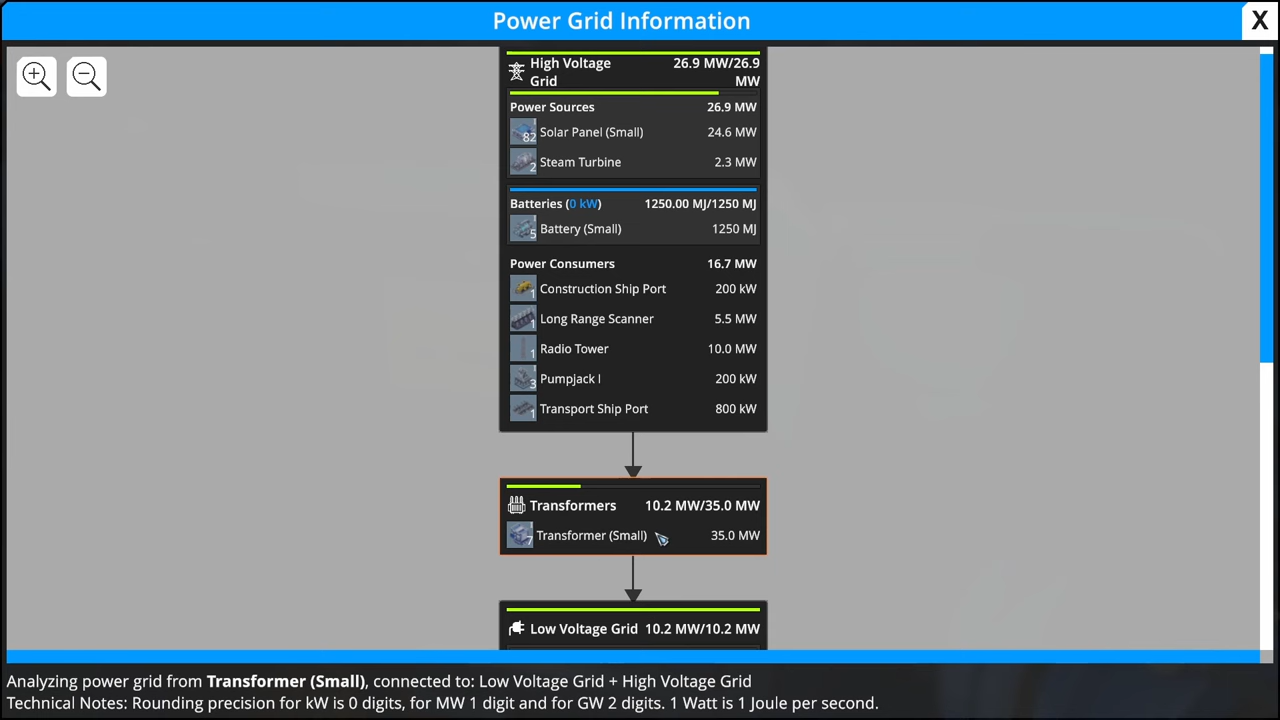 Power Grid Information
X
High Voltage 26.9 MW/26.9
Grid MW
Power Sources 26.9 MW
82 Solar Panel (Small) 24.6 MW
2 Steam Turbine 2.3 MW
Batteries (0 kW) 1250.00 MJ/1250 MJ
5 Battery (Small) 1250 MJ
Power Consumers 16.7 MW
1 Construction Ship Port 200 kW
1 Long Range Scanner 5.5 MW
1 Radio Tower 10.0 MW
3 Pumpjack I 200 kW
1 Transport Ship Port 800 kW
Transformers 10.2 MW/35.0 MW
7 Transformer (Small) 35.0 MW
Low Voltage Grid 10.2 MW/10.2 MW
Analyzing power grid from Transformer (Small), connected to: Low Voltage Grid + High Voltage Grid
Technical Notes: Rounding precision for kW is 0 digits, for MW 1 digit and for GW 2 digits. 1 Watt is 1 Joule per second.